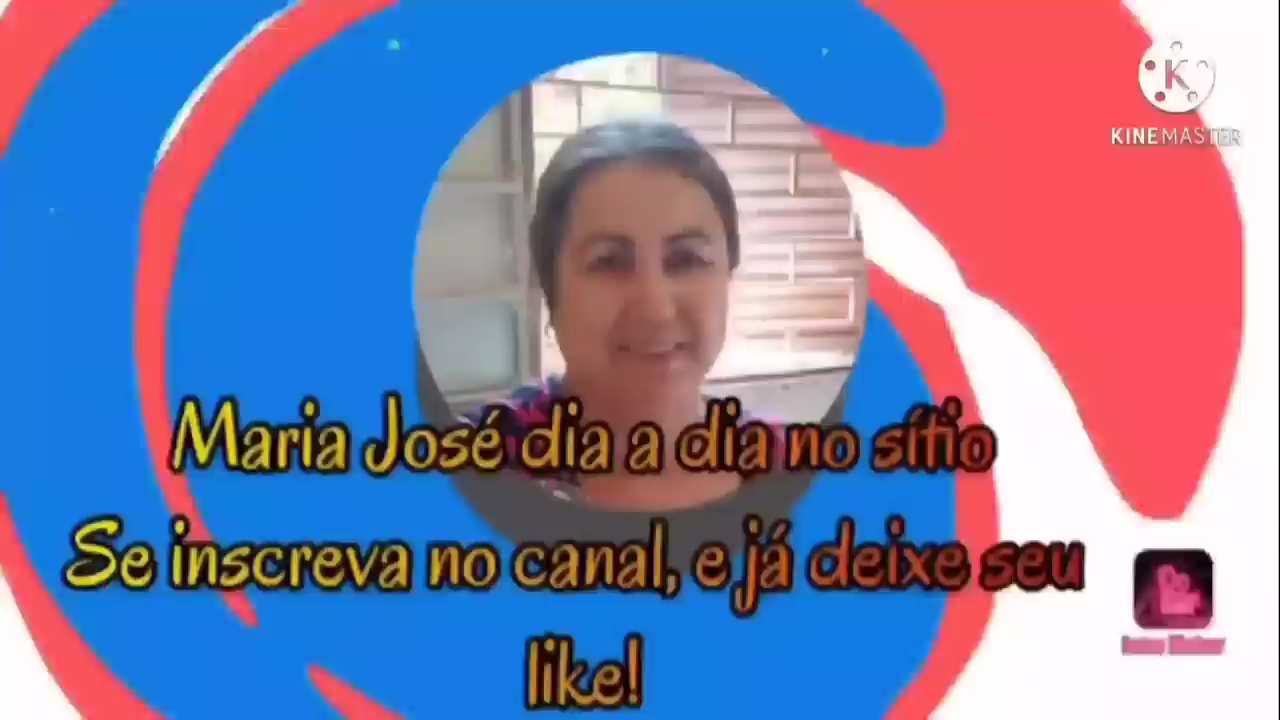 KINEMASTER
Maria José dia a dia no sítio
Se inscreva no canal, e já deixe seu
like!